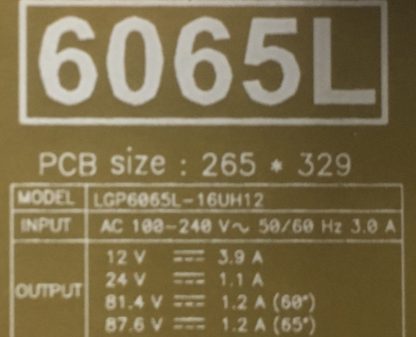 6065L
PCB size : 265 * 329
MODEL LGP6065L-16UH12
INPUT AC 100-240 V~ 50/60 Hz 3.0 A
OUTPUT
12 V ⎓ 3.9 A
24 V ⎓ 1.1 A
81.4 V ⎓ 1.2 A (60")
87.6 V ⎓ 1.2 A (65")